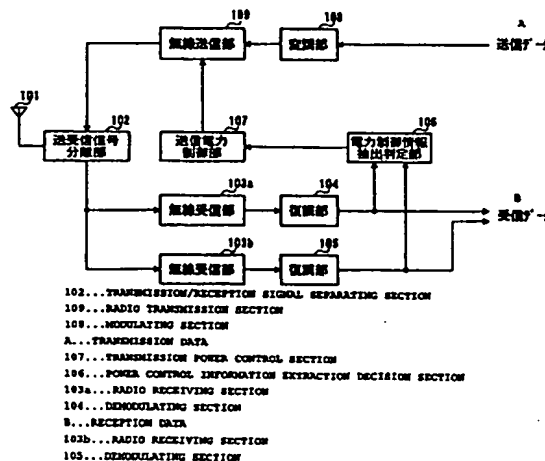 109
108
A
無線送信部
変調部
送信データ
101
102
107
106
送受信信号
分離部
送信電力
制御部
電力制御情報
抽出判定部
103a
104
B
無線受信部
復調部
受信データ
103b
105
無線受信部
復調部
102...TRANSMISSION/RECEPTION SIGNAL SEPARATING SECTION
109...RADIO TRANSMISSION SECTION
108...MODULATING SECTION
A...TRANSMISSION DATA
107...TRANSMISSION POWER CONTROL SECTION
106...POWER CONTROL INFORMATION EXTRACTION DECISION SECTION
103a...RADIO RECEIVING SECTION
104...DEMODULATING SECTION
B...RECEPTION DATA
103b...RADIO RECEIVING SECTION
105...DEMODULATING SECTION